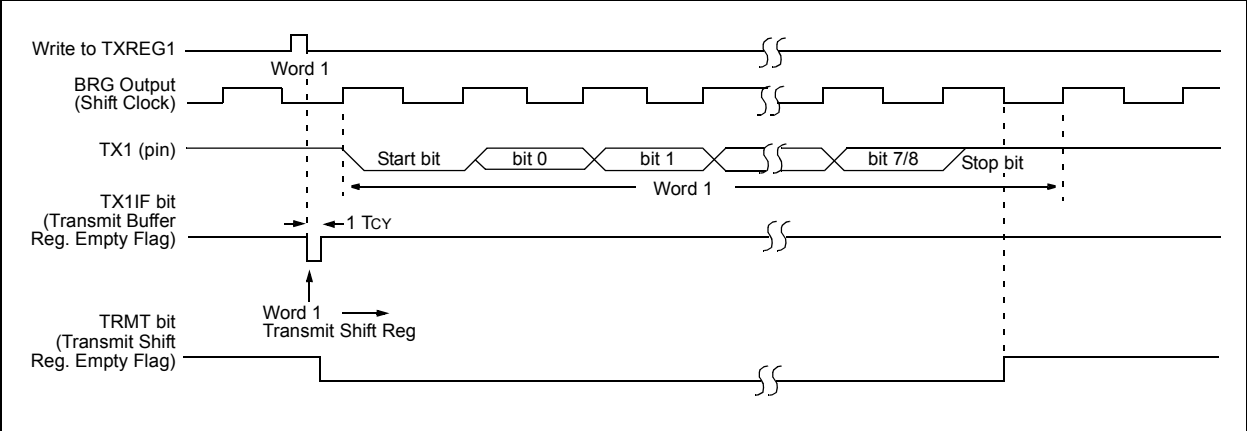 Write to TXREG1
Word 1
BRG Output
(Shift Clock)
TX1 (pin)
Start bit
bit 0
bit 1
bit 7/8
Stop bit
Word 1
TX1IF bit
(Transmit Buffer
Reg. Empty Flag)
1 TCY
Word 1
Transmit Shift Reg
TRMT bit
(Transmit Shift
Reg. Empty Flag)